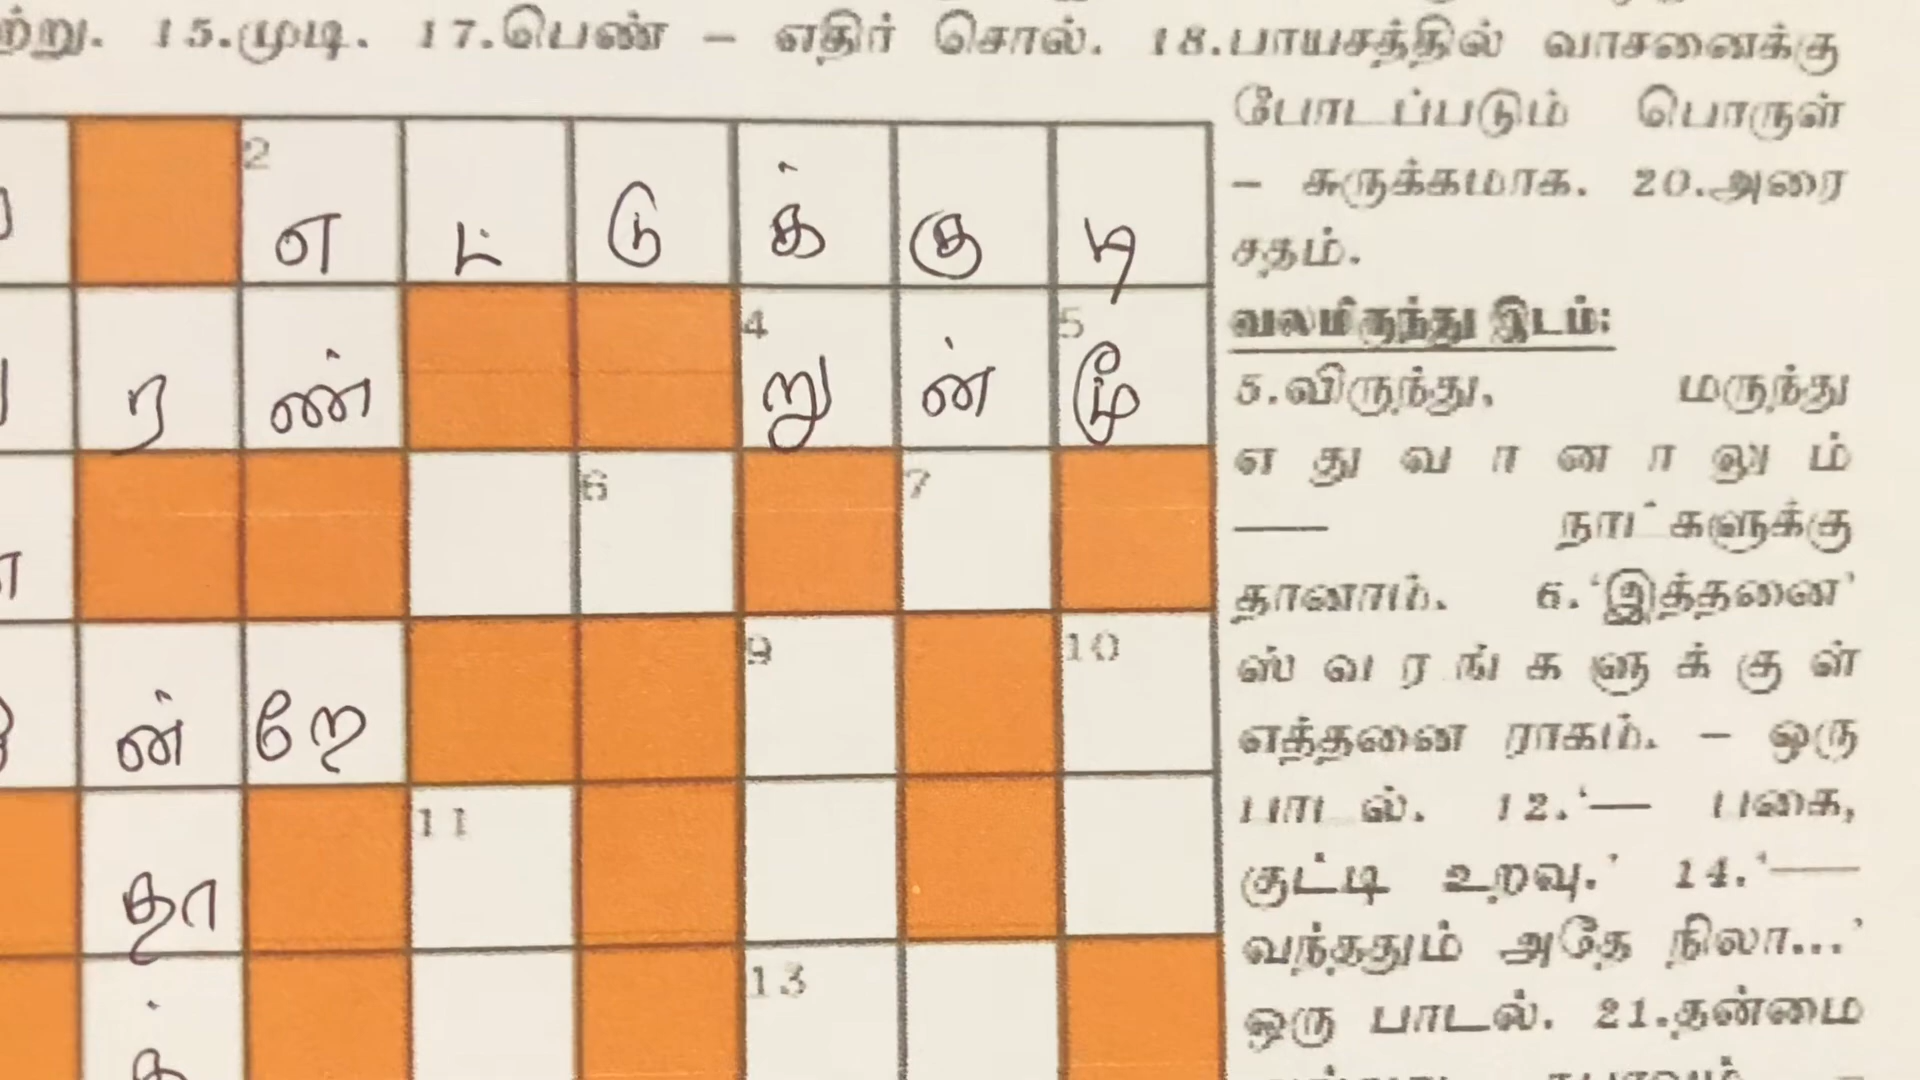 15.முடி. 17.பெண் – எதிர் சொல். 18.பாயசத்தில் வாசனைக்கு
போடப்படும் பொருள்
– சுருக்கமாக. 20.அரை
சதம்.
வலமிருந்து இடம்:
5.விருந்து, மருந்து
எதுவானாலும்
—— நாட்களுக்கு
தானாம். 6.‘இத்தனை’
ஸ்வரங்களுக்குள்
எத்தனை ராகம். – ஒரு
பாடல். 12.‘— பகை,
குட்டி உறவு.’ 14.‘——
வந்ததும் அதே நிலா...’
ஒரு பாடல். 21.தன்மை
2 எ ட் டு க் கு டி
ர ண் 4 று ன் 5 மூ
6 7
ன் றே 9 10
தா 11
13